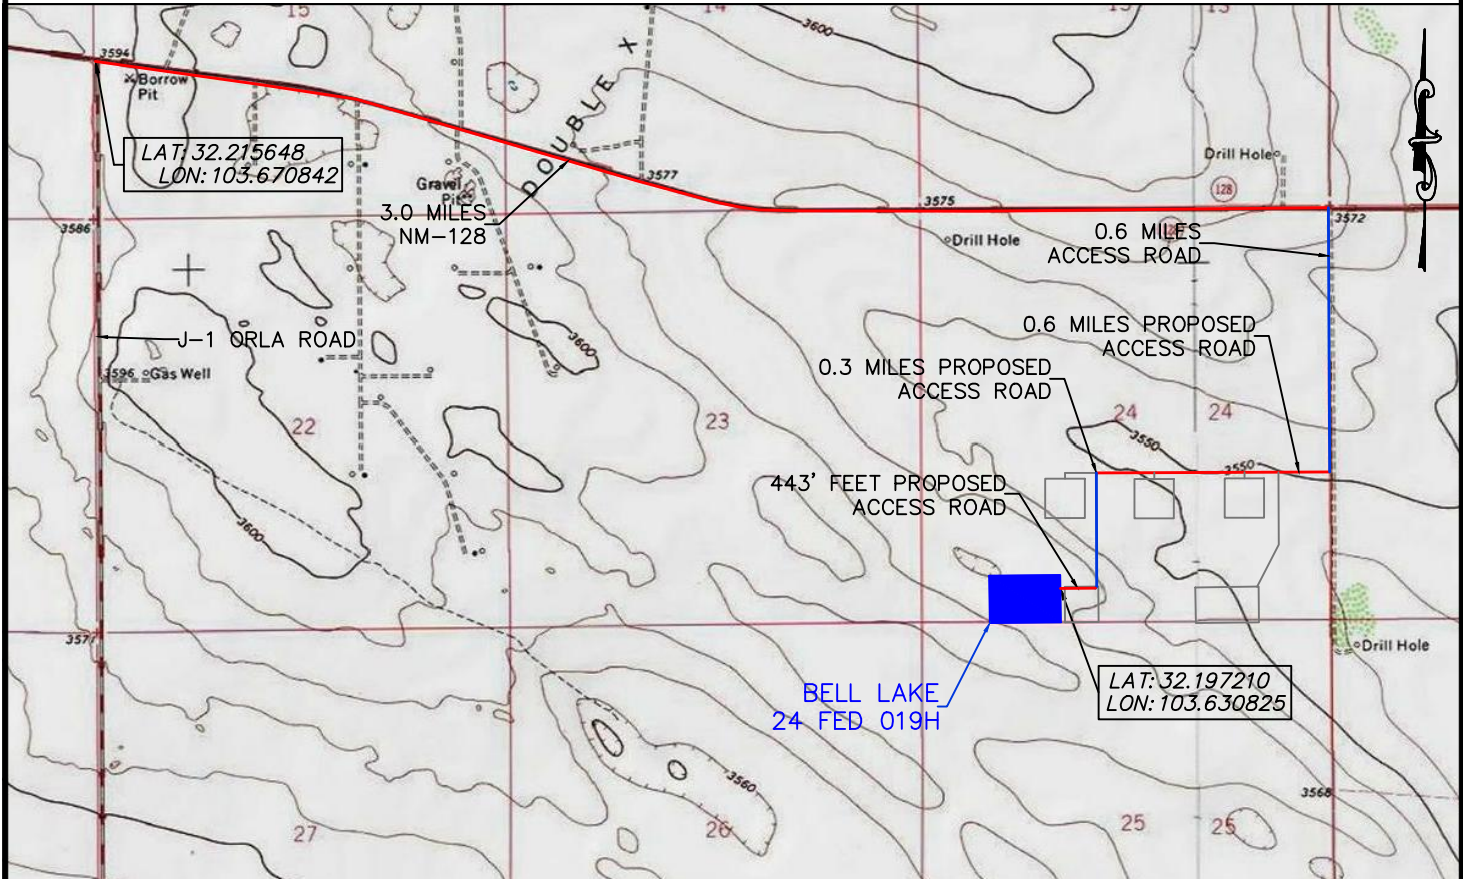 15
14
13
13
3594
Borrow
Pit
3600
DOUBLE X
LAT: 32.215648
LON: 103.670842
Drill Hole
Gravel
Pit
3577
3575
128
3.0 MILES
NM-128
3586
3572
Drill Hole
0.6 MILES
ACCESS ROAD
J-1 ORLA ROAD
3600
0.6 MILES PROPOSED
ACCESS ROAD
3596
Gas Well
0.3 MILES PROPOSED
ACCESS ROAD
22
23
24
24
3550
3550
443' FEET PROPOSED
ACCESS ROAD
3600
3577
Drill Hole
LAT: 32.197210
LON: 103.630825
BELL LAKE
24 FED 019H
3560
3568
27
26
25
25